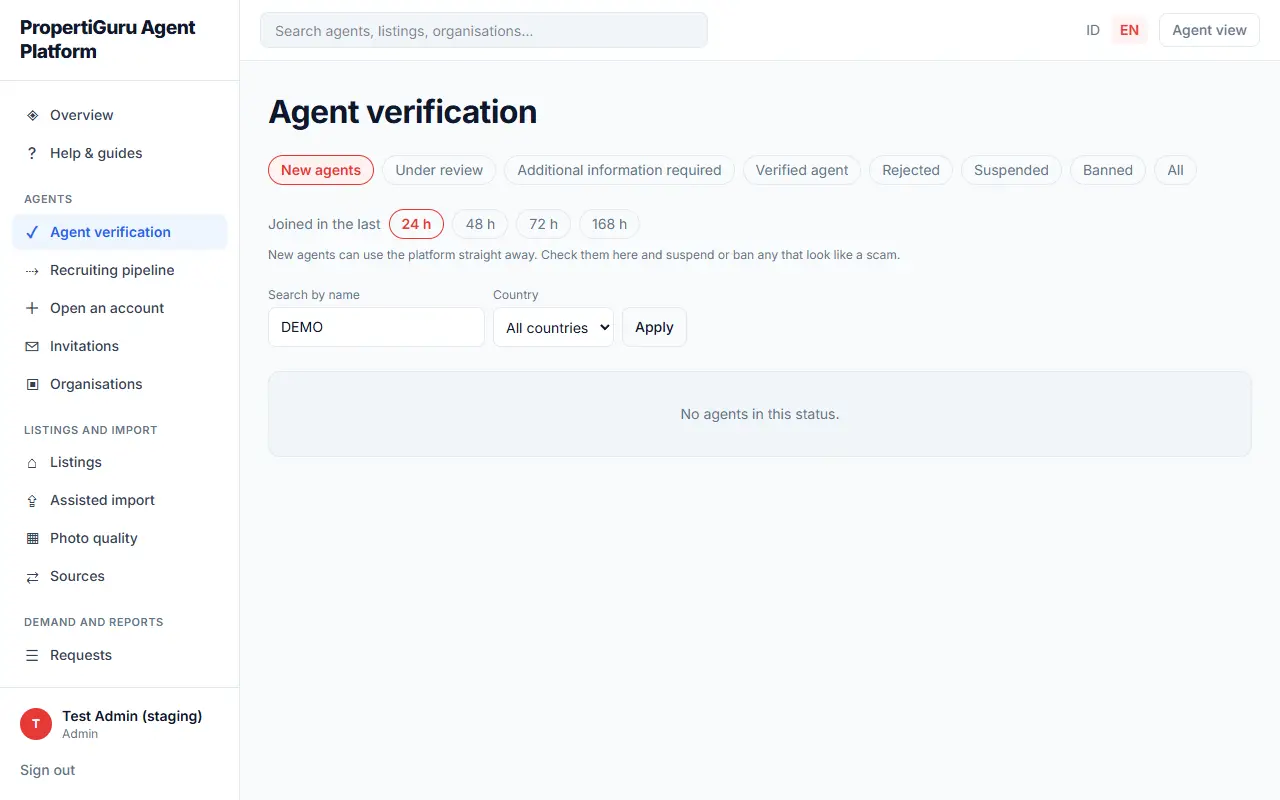 PropertiGuru Agent
Platform
Search agents, listings, organisations...
ID
EN
Agent view
Overview
? Help & guides
AGENTS
Agent verification
Recruiting pipeline
Open an account
Invitations
Organisations
LISTINGS AND IMPORT
Listings
Assisted import
Photo quality
Sources
DEMAND AND REPORTS
Requests
T
Test Admin (staging)
Admin
Sign out
Agent verification
New agents
Under review
Additional information required
Verified agent
Rejected
Suspended
Banned
All
Joined in the last
24 h
48 h
72 h
168 h
New agents can use the platform straight away. Check them here and suspend or ban any that look like a scam.
Search by name
Country
DEMO
All countries
Apply
No agents in this status.